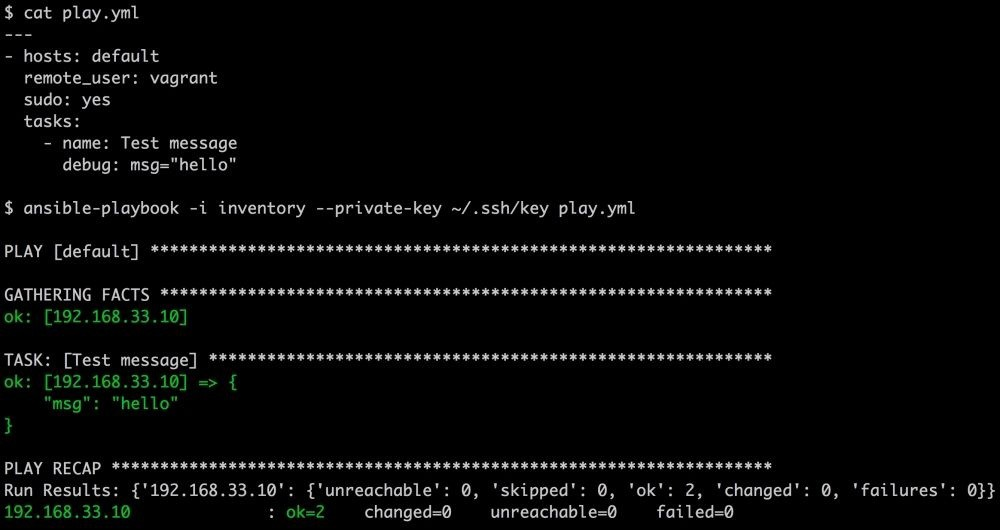 $ cat play.yml
---
- hosts: default
  remote_user: vagrant
  sudo: yes
  tasks:
    - name: Test message
      debug: msg="hello"
$ ansible-playbook -i inventory --private-key ~/.ssh/key play.yml
PLAY [default] ****************************************************************
GATHERING FACTS ***************************************************************
ok: [192.168.33.10]
TASK: [Test message] **********************************************************
ok: [192.168.33.10] => {
    "msg": "hello"
}
PLAY RECAP ********************************************************************
Run Results: {'192.168.33.10': {'unreachable': 0, 'skipped': 0, 'ok': 2, 'changed': 0, 'failures': 0}}
192.168.33.10              : ok=2    changed=0    unreachable=0    failed=0